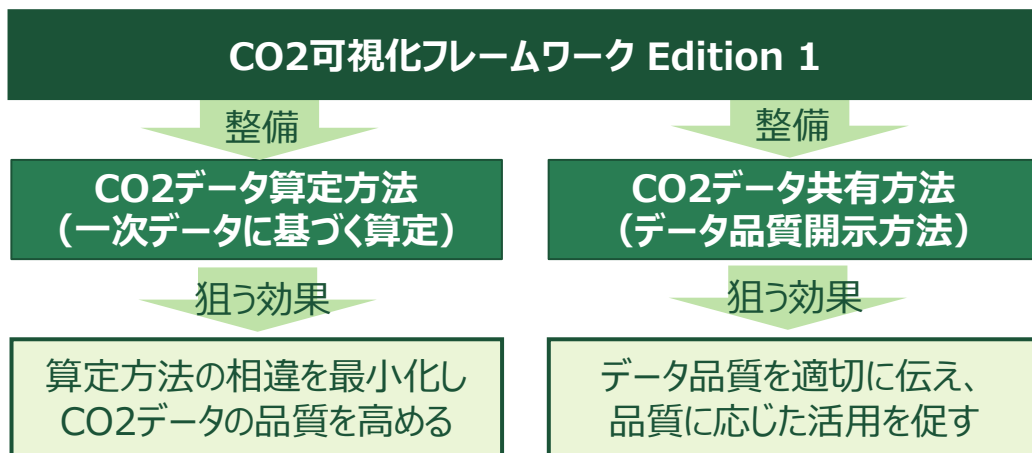 CO2可視化フレームワーク Edition 1
整備
CO2データ算定方法
（一次データに基づく算定）
狙う効果
算定方法の相違を最小化し
CO2データの品質を高める
整備
CO2データ共有方法
（データ品質開示方法）
狙う効果
データ品質を適切に伝え、
品質に応じた活用を促す